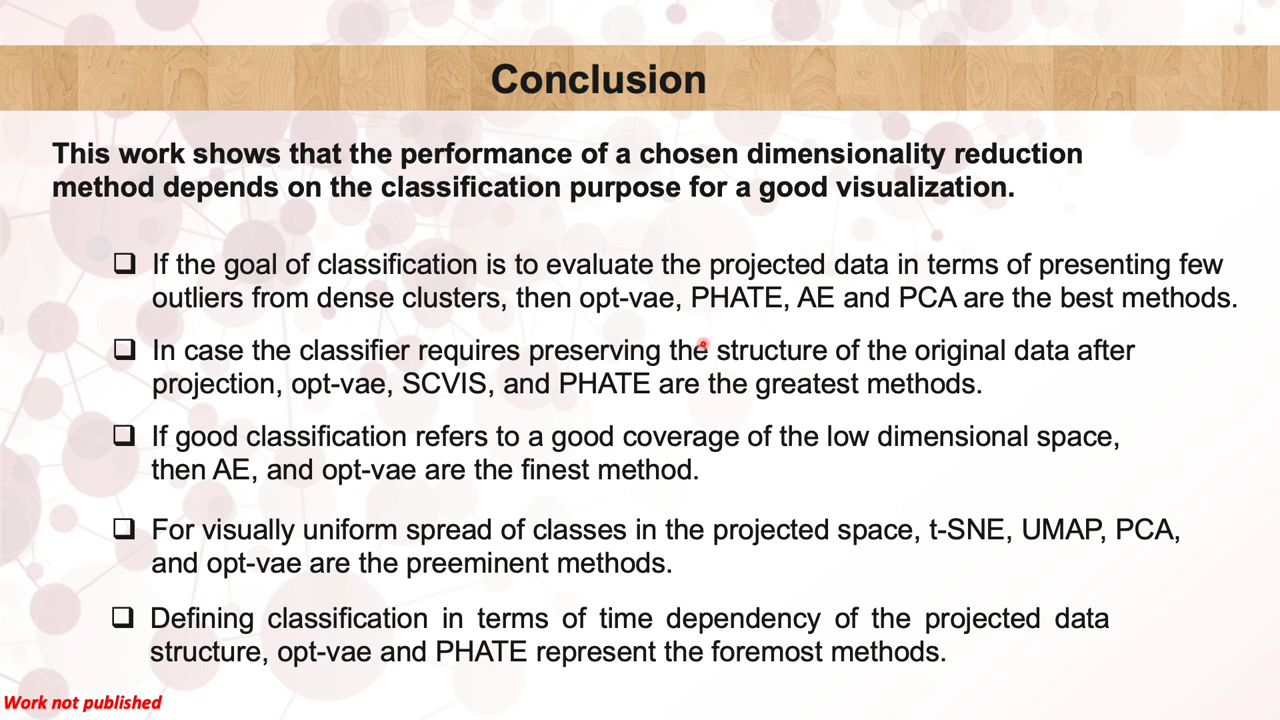 Conclusion
This work shows that the performance of a chosen dimensionality reduction
method depends on the classification purpose for a good visualization.
❑ If the goal of classification is to evaluate the projected data in terms of presenting few
outliers from dense clusters, then opt-vae, PHATE, AE and PCA are the best methods.
❑ In case the classifier requires preserving the structure of the original data after
projection, opt-vae, SCVIS, and PHATE are the greatest methods.
❑ If good classification refers to a good coverage of the low dimensional space,
then AE, and opt-vae are the finest method.
❑ For visually uniform spread of classes in the projected space, t-SNE, UMAP, PCA,
and opt-vae are the preeminent methods.
❑ Defining classification in terms of time dependency of the projected data
structure, opt-vae and PHATE represent the foremost methods.
Work not published